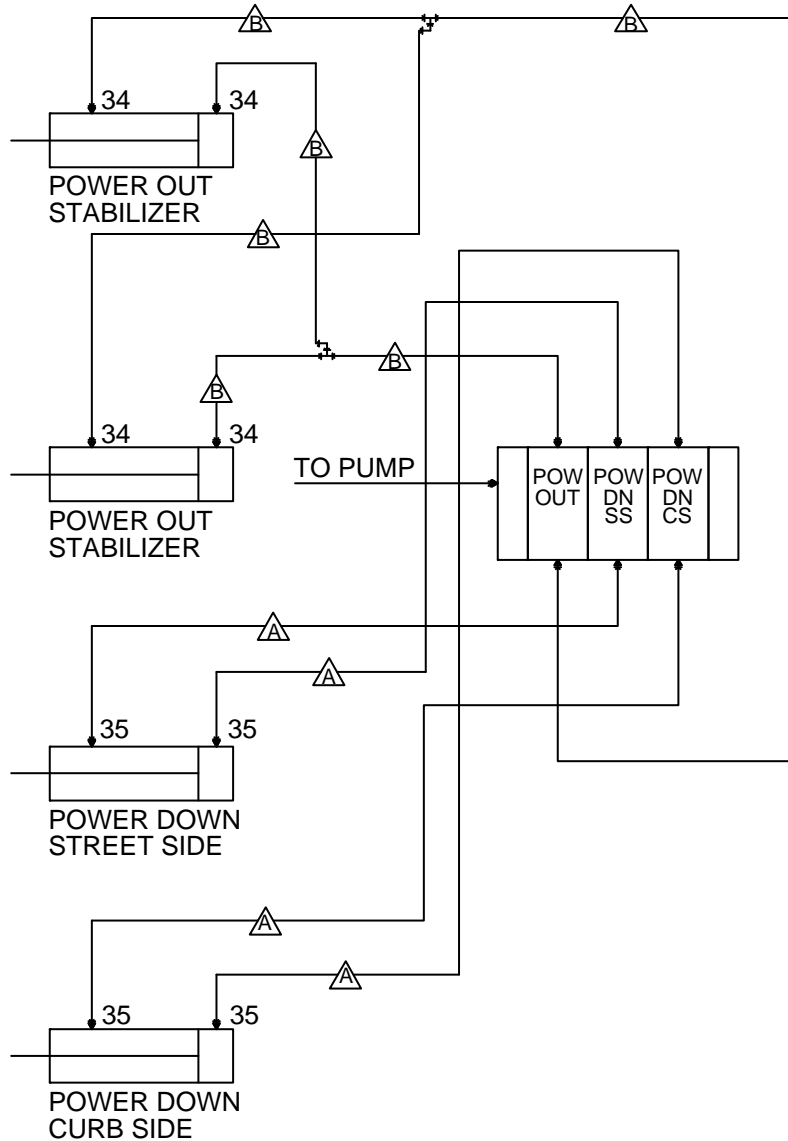 B
B
34
34
B
POWER OUT
STABILIZER
B
B
B
34
34
TO PUMP
POW
OUT
POW
DN
SS
POW
DN
CS
POWER OUT
STABILIZER
A
A
35
35
POWER DOWN
STREET SIDE
A
A
35
35
POWER DOWN
CURB SIDE